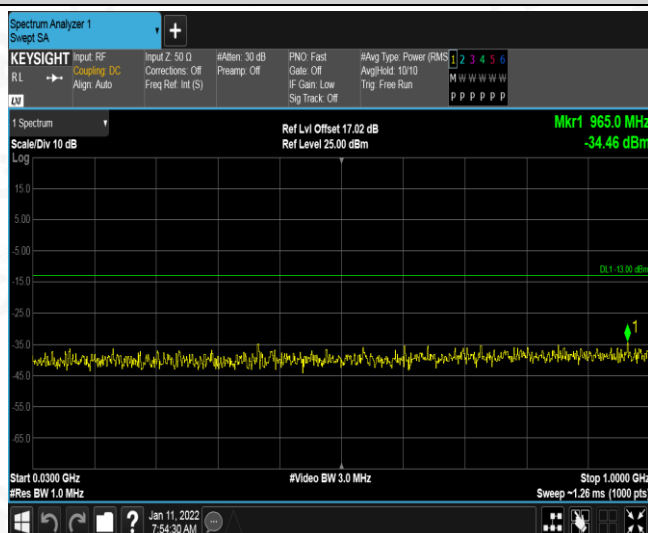 Spectrum Analyzer 1
Swept SA
+
KEYSIGHT
RL
Align: Auto
Input: RF
Coupling: DC
Input Z: 50 Ω
Corrections: Off
Freq Ref: Int (S)
#Atten: 30 dB
Preamp: Off
PNO: Fast
Gate: Off
IF Gain: Low
Sig Track: Off
#Avg Type: Power (RMS
Avg|Hold: 10/10
Trig: Free Run
1 2 3 4 5 6
M W W W W W
P P P P P P
1 Spectrum
Scale/Div 10 dB
Log
Ref Lvl Offset 17.02 dB
Ref Level 25.00 dBm
Mkr1 965.0 MHz
-34.46 dBm
15.0
5.00
-5.00
DL1 -13.00 dBm
-15.0
-25.0
1
-35.0
-45.0
-55.0
-65.0
Start 0.0300 GHz
#Res BW 1.0 MHz
#Video BW 3.0 MHz
Stop 1.0000 GHz
Sweep ~1.26 ms (1000 pts)
?
Jan 11, 2022
7:54:30 AM